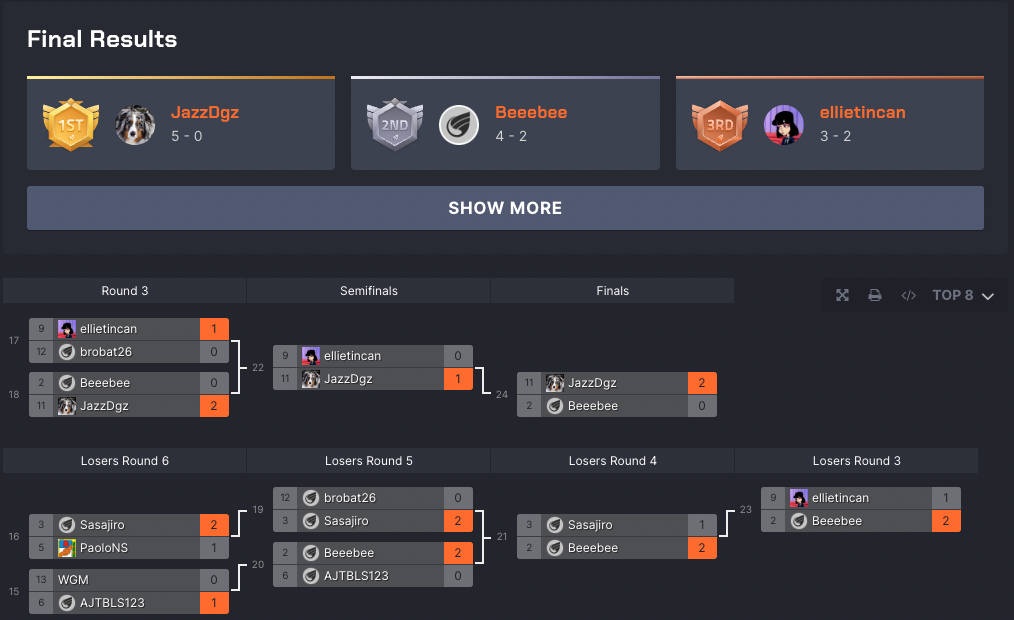 Final Results
1ST
JazzDgz
5 - 0
2ND
Beeebee
4 - 2
3RD
ellietincan
3 - 2
SHOW MORE
Round 3
Semifinals
Finals
TOP 8
17
9 ellietincan 1
12 brobat26 0
18
2 Beeebee 0
11 JazzDgz 2
22
9 ellietincan 0
11 JazzDgz 1
24
11 JazzDgz 2
2 Beeebee 0
Losers Round 6
Losers Round 5
Losers Round 4
Losers Round 3
16
3 Sasajiro 2
5 PaoloNS 1
15
13 WGM 0
6 AJTBLS123 1
19
12 brobat26 0
3 Sasajiro 2
20
2 Beeebee 2
6 AJTBLS123 0
21
3 Sasajiro 1
2 Beeebee 2
23
9 ellietincan 1
2 Beeebee 2